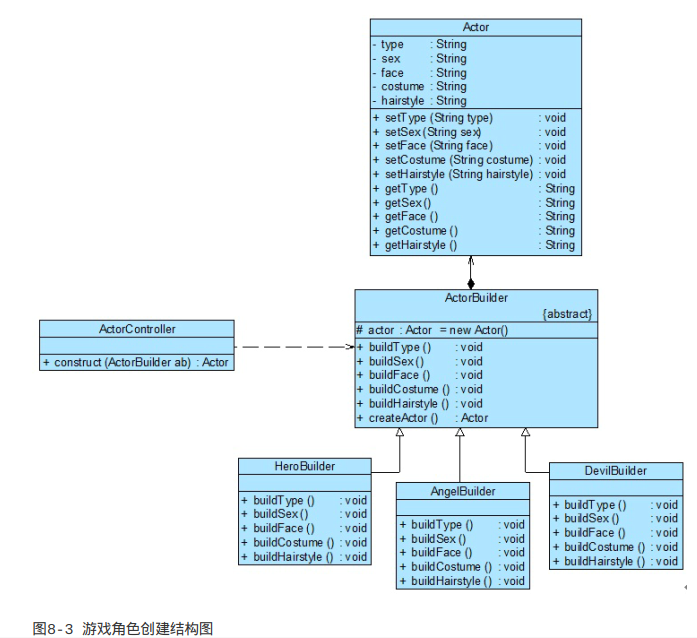 Actor
- type : String
- sex : String
- face : String
- costume : String
- hairstyle : String
+ setType (String type) : void
+ setSex (String sex) : void
+ setFace (String face) : void
+ setCostume (String costume) : void
+ setHairstyle (String hairstyle) : void
+ getType () : String
+ getSex () : String
+ getFace () : String
+ getCostume () : String
+ getHairstyle () : String
ActorBuilder
{abstract}
# actor : Actor = new Actor()
+ buildType () : void
+ buildSex () : void
+ buildFace () : void
+ buildCostume () : void
+ buildHairstyle () : void
+ createActor () : Actor
ActorController
+ construct (ActorBuilder ab) : Actor
HeroBuilder
+ buildType () : void
+ buildSex () : void
+ buildFace () : void
+ buildCostume () : void
+ buildHairstyle () : void
AngelBuilder
+ buildType () : void
+ buildSex () : void
+ buildFace () : void
+ buildCostume () : void
+ buildHairstyle () : void
DevilBuilder
+ buildType () : void
+ buildSex () : void
+ buildFace () : void
+ buildCostume () : void
+ buildHairstyle () : void
图8-3 游戏角色创建结构图